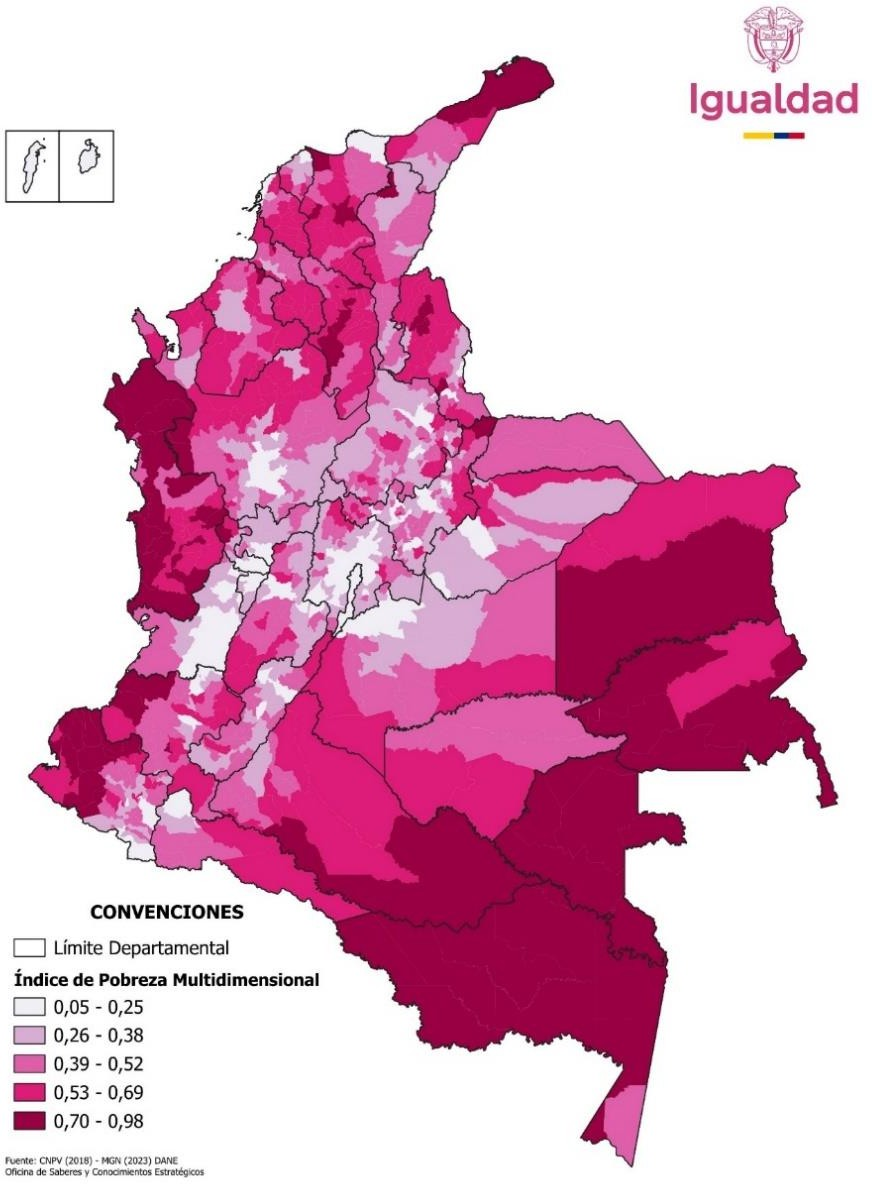 Igualdad
CONVENCIONES
Límite Departamental
Índice de Pobreza Multidimensional
0,05 - 0,25
0,26 - 0,38
0,39 - 0,52
0,53 - 0,69
0,70 - 0,98
Fuente: CNPV (2018) - MGN (2023) DANE
Oficina de Saberes y Conocimientos Estratégicos